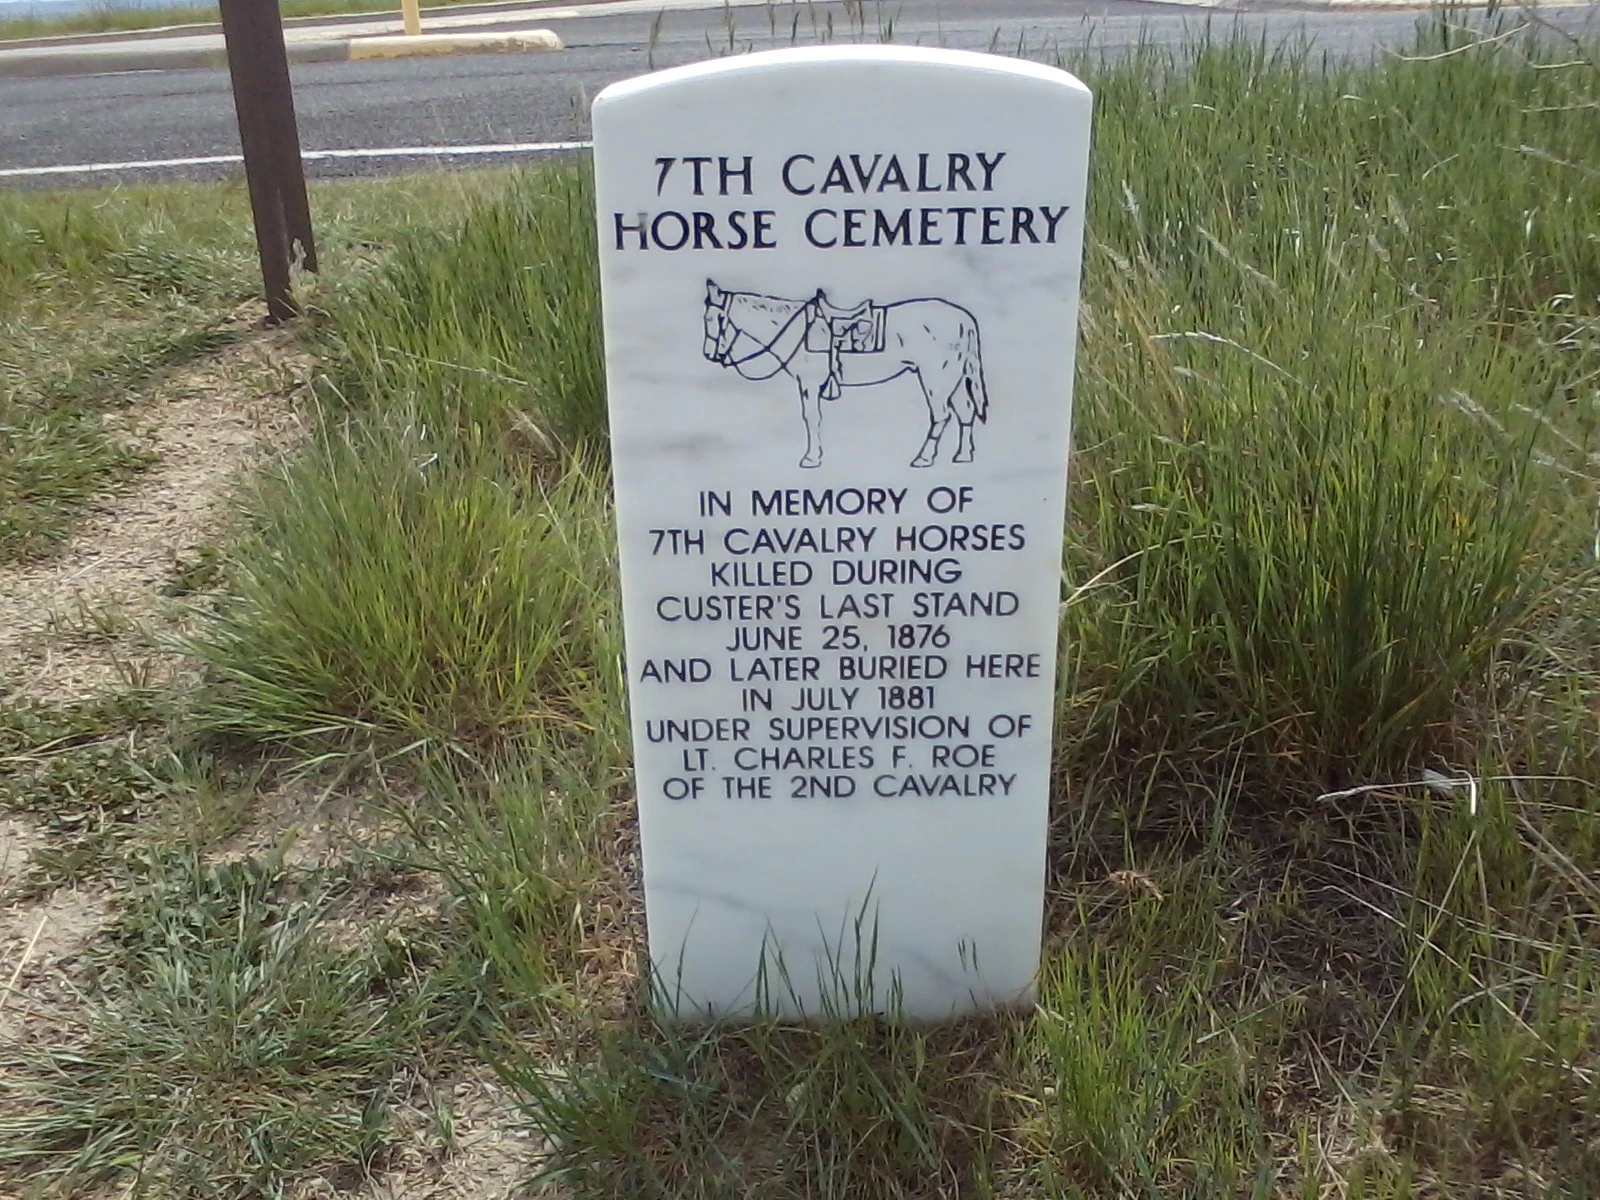 7TH CAVALRY
HORSE CEMETERY
IN MEMORY OF
7TH CAVALRY HORSES
KILLED DURING
CUSTER'S LAST STAND
JUNE 25, 1876
AND LATER BURIED HERE
IN JULY 1881
UNDER SUPERVISION OF
LT. CHARLES F. ROE
OF THE 2ND CAVALRY